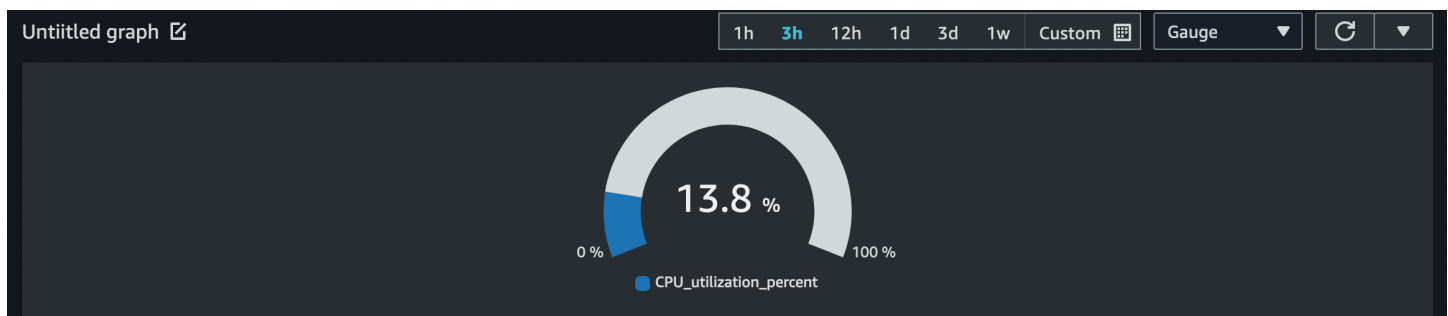 Untiitled graph 1h 3h 12h 1d 3d 1w Custom Gauge
13.8 %
0 % 100 %
CPU_utilization_percent